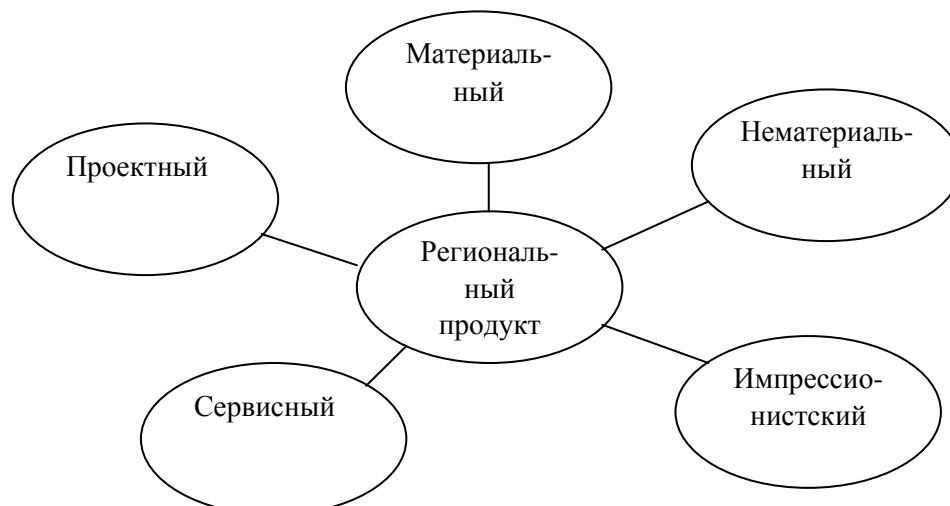 Материаль-
ный
Нематериаль-
ный
Проектный
Региональ-
ный
продукт
Импрессио-
нистский
Сервисный